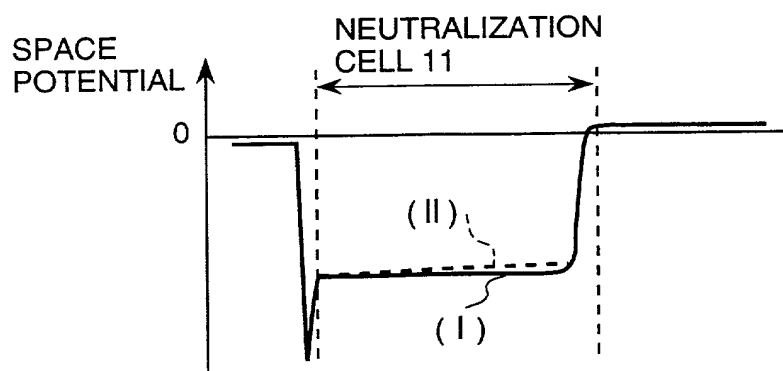 NEUTRALIZATION
CELL 11
SPACE
POTENTIAL
0
(II)
(I)